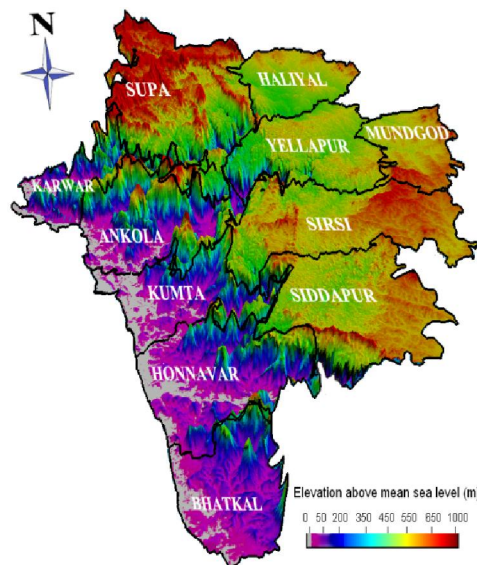 N
SUPA
HALIYAL
YELLAPUR
MUNDGOD
KARWAR
ANKOLA
SIRSI
KUMTA
SIDDAPUR
HONNAVAR
BHATKAL
Elevation above mean sea level (m)
0 50 200 350 450 550 650 1000